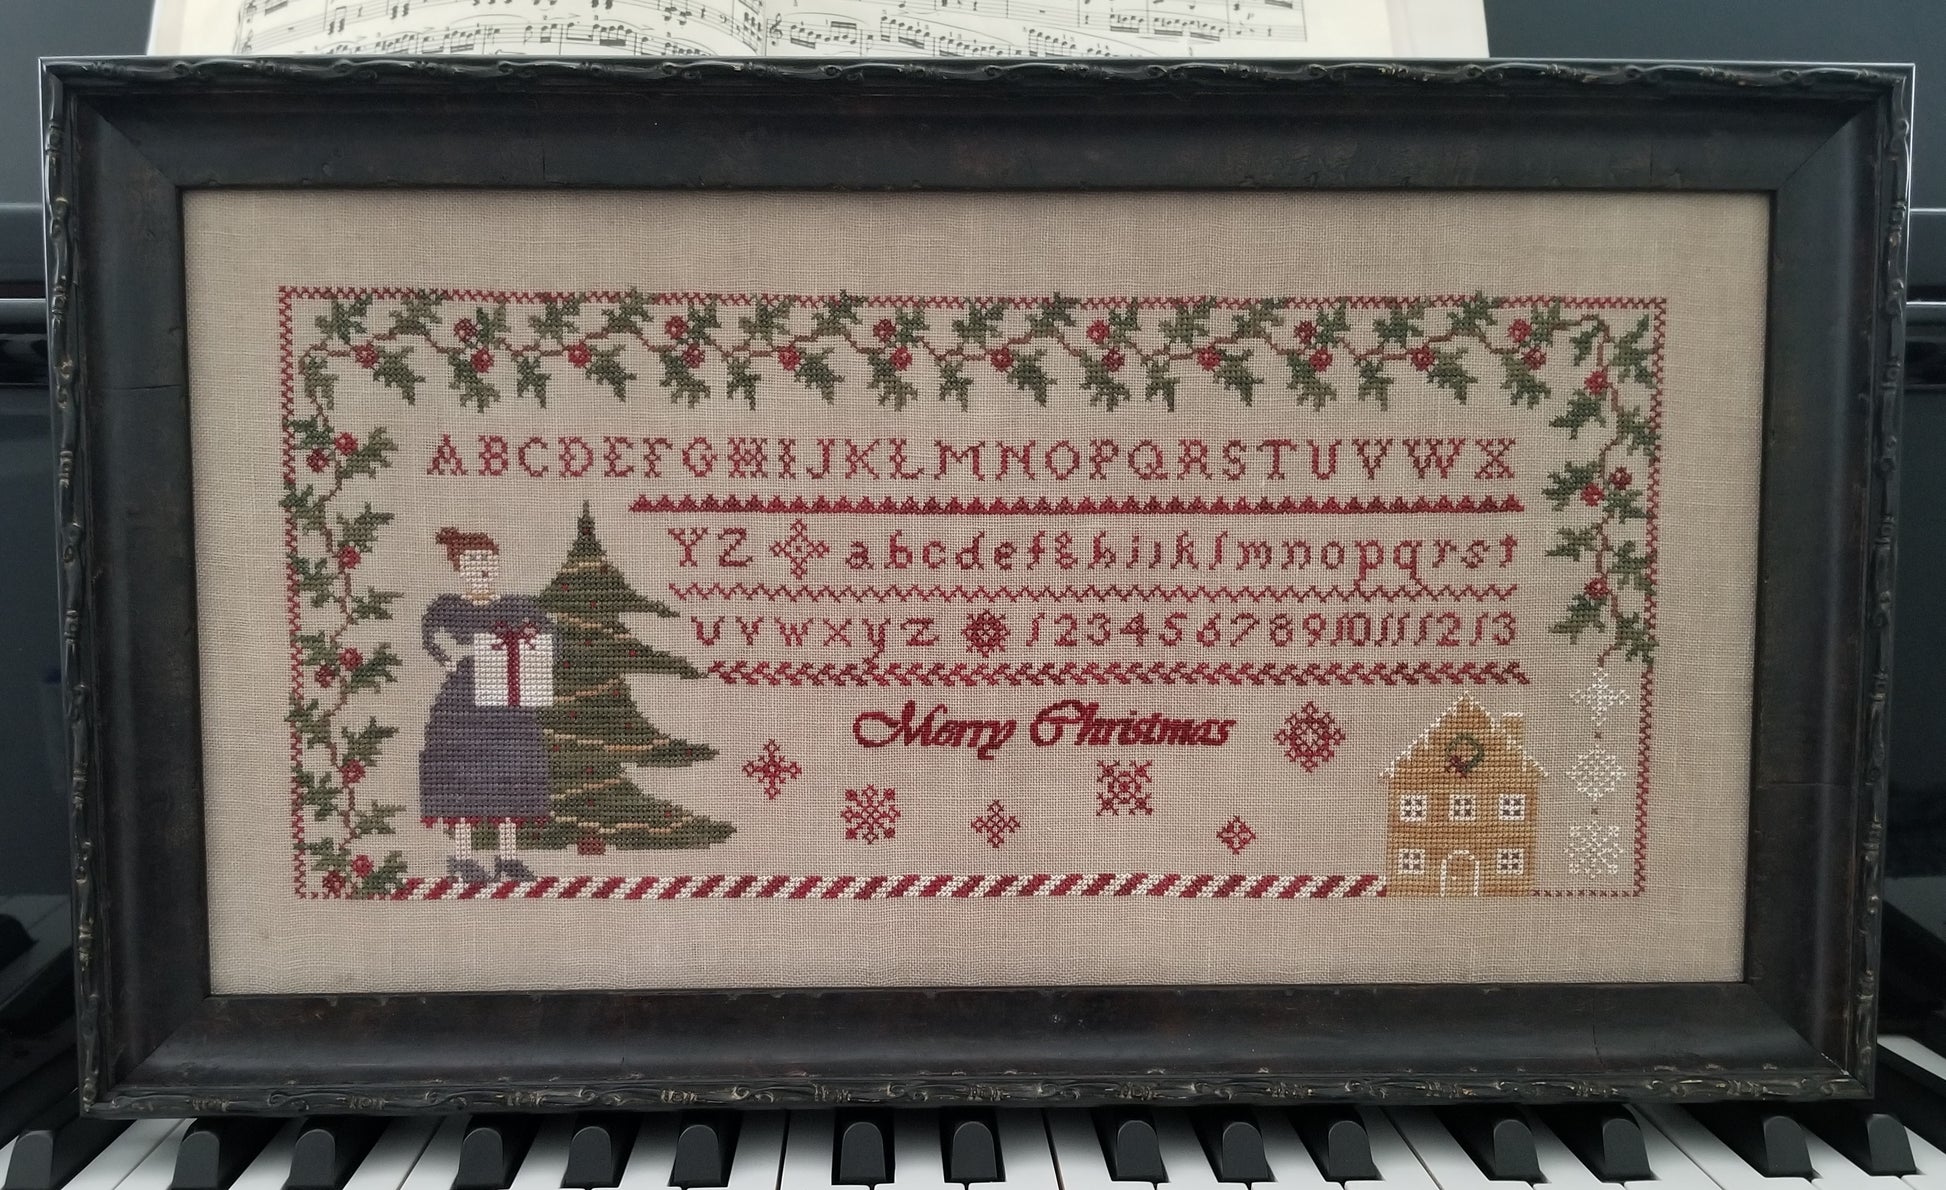 ABCDEFGHIJKLMNOPQRSTUVWX
YZ abcdefghijklmnopqrst
uvwxyz 12345678910111213
Merry Christmas